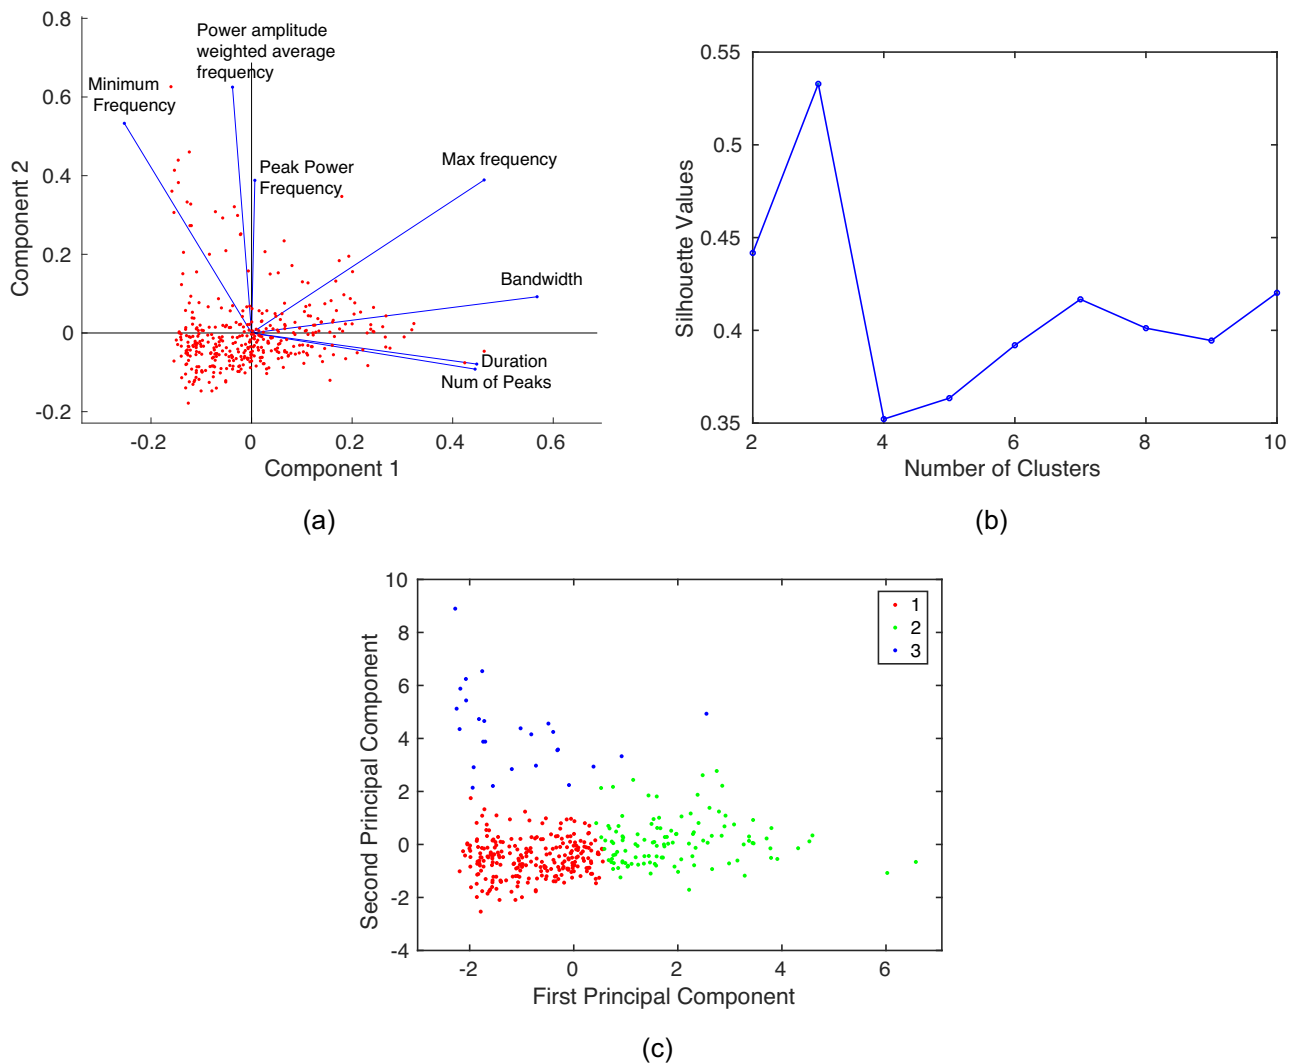 0.8
0.6
0.4
0.2
0
-0.2
Component 2
Power amplitude
weighted average
frequency
Minimum
Frequency
Peak Power
Frequency
Max frequency
Bandwidth
Duration
Num of Peaks
-0.2
0
0.2
0.4
0.6
Component 1
(a)
0.55
0.5
0.45
0.4
0.35
Silhouette Values
2
4
6
8
10
Number of Clusters
(b)
10
8
6
4
2
0
-2
-4
Second Principal Component
1
2
3
-2
0
2
4
6
First Principal Component
(c)